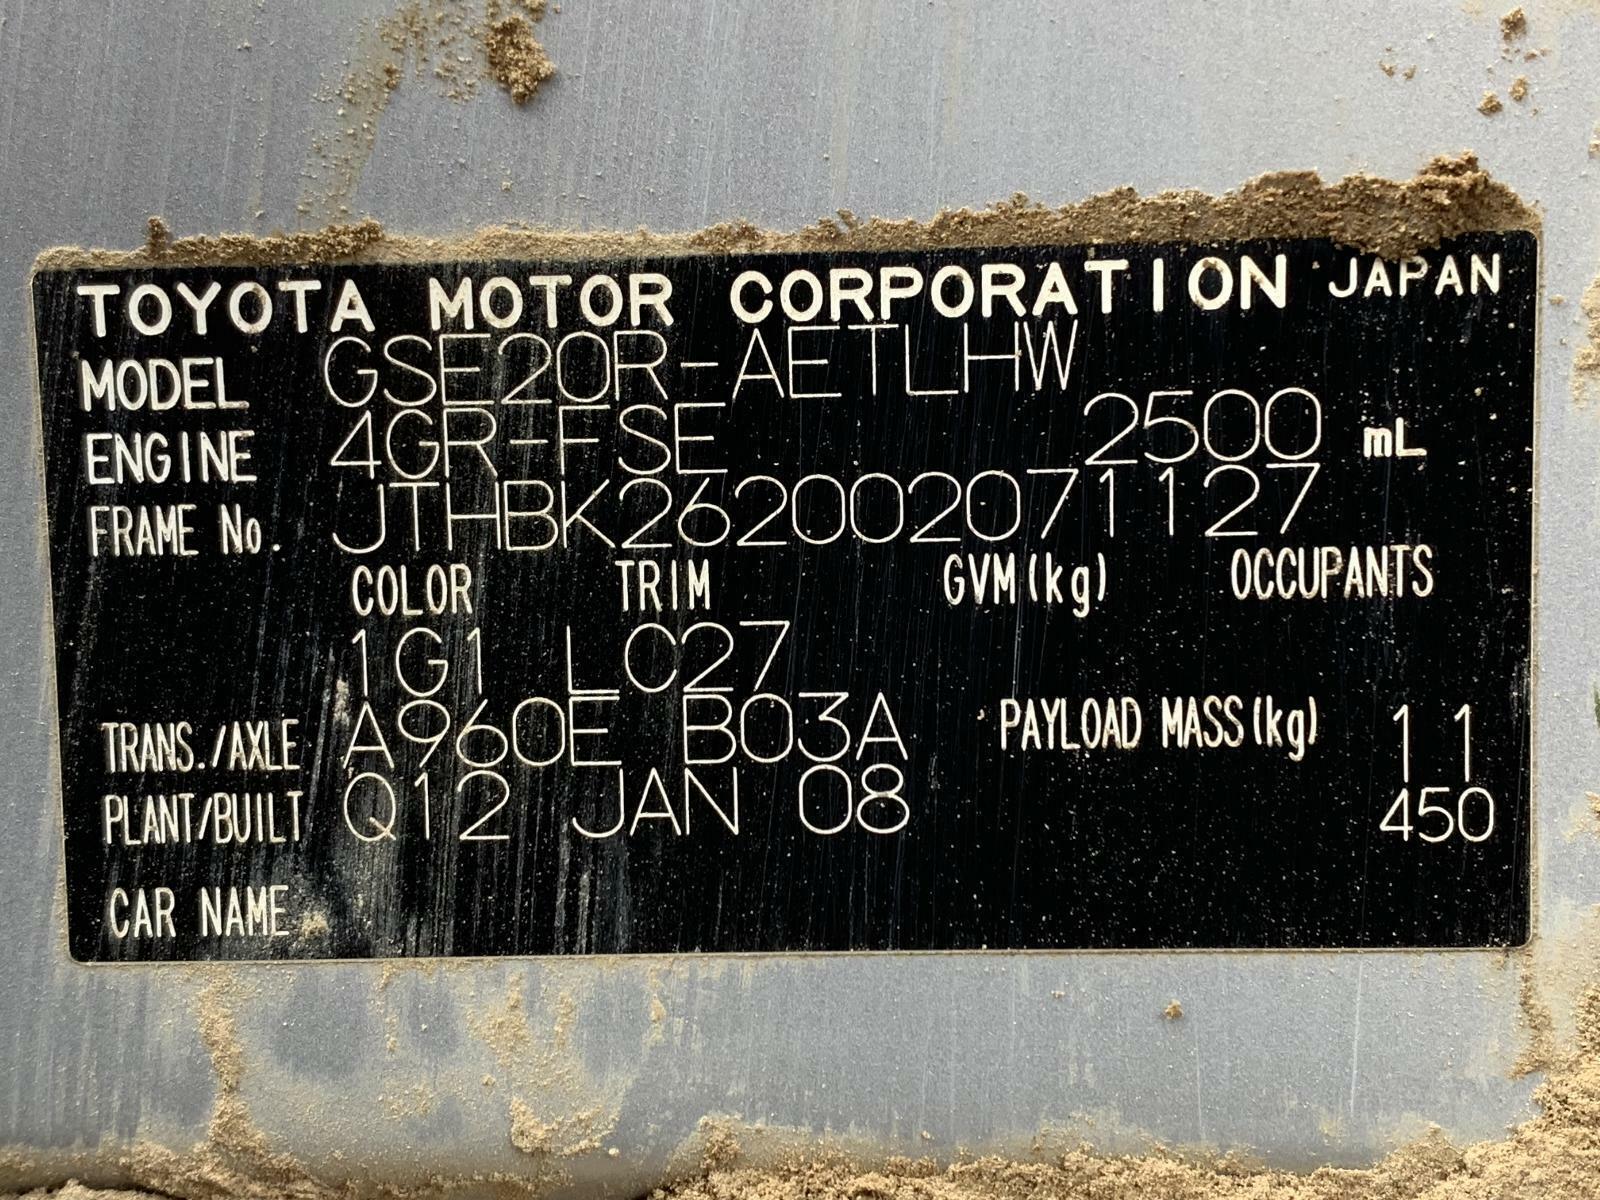 TOYOTA MOTOR CORPORATION JAPAN
MODEL GSE20R-AETLHW
ENGINE 4GR-FSE 2500 mL
FRAME No. JTHBK262002071127
COLOR TRIM GVM(kg) OCCUPANTS
1G1 LC27
TRANS./AXLE A960E B03A PAYLOAD MASS(kg) 11
PLANT/BUILT Q12 JAN 08 450
CAR NAME